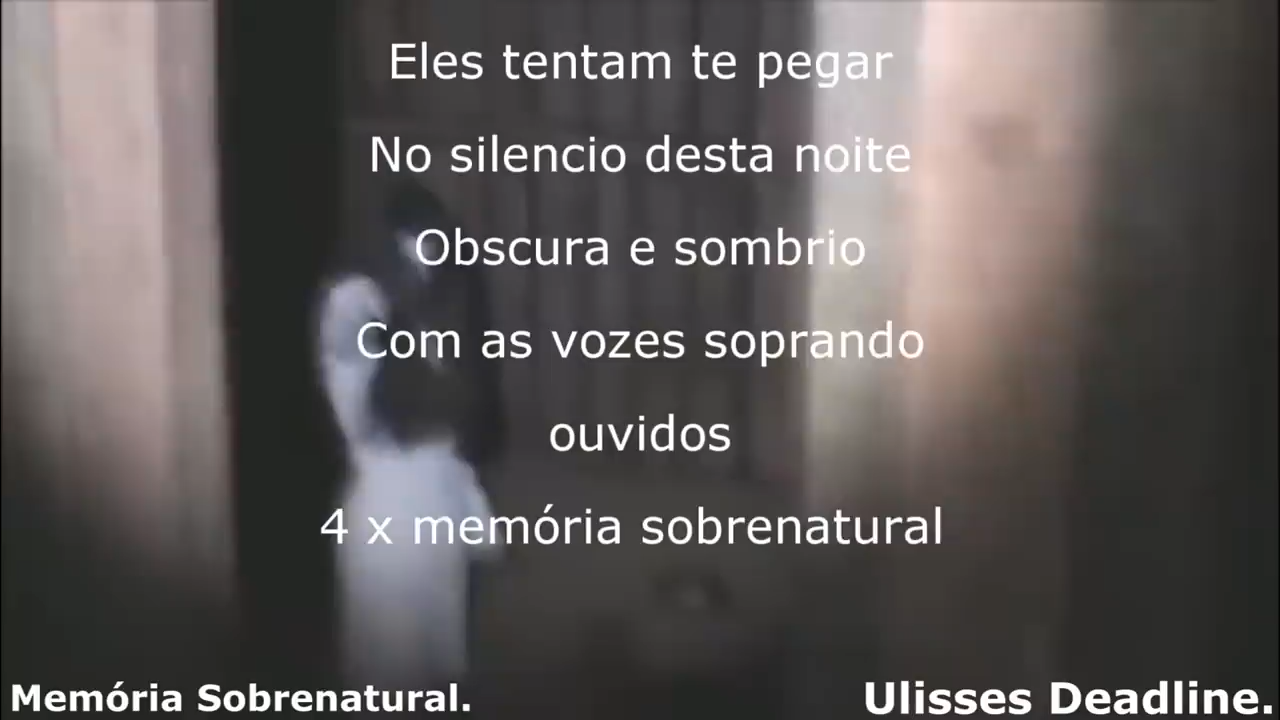 Eles tentam te pegar
No silencio desta noite
Obscura e sombrio
Com as vozes soprando
ouvidos
4 x memória sobrenatural
Memória Sobrenatural.
Ulisses Deadline.